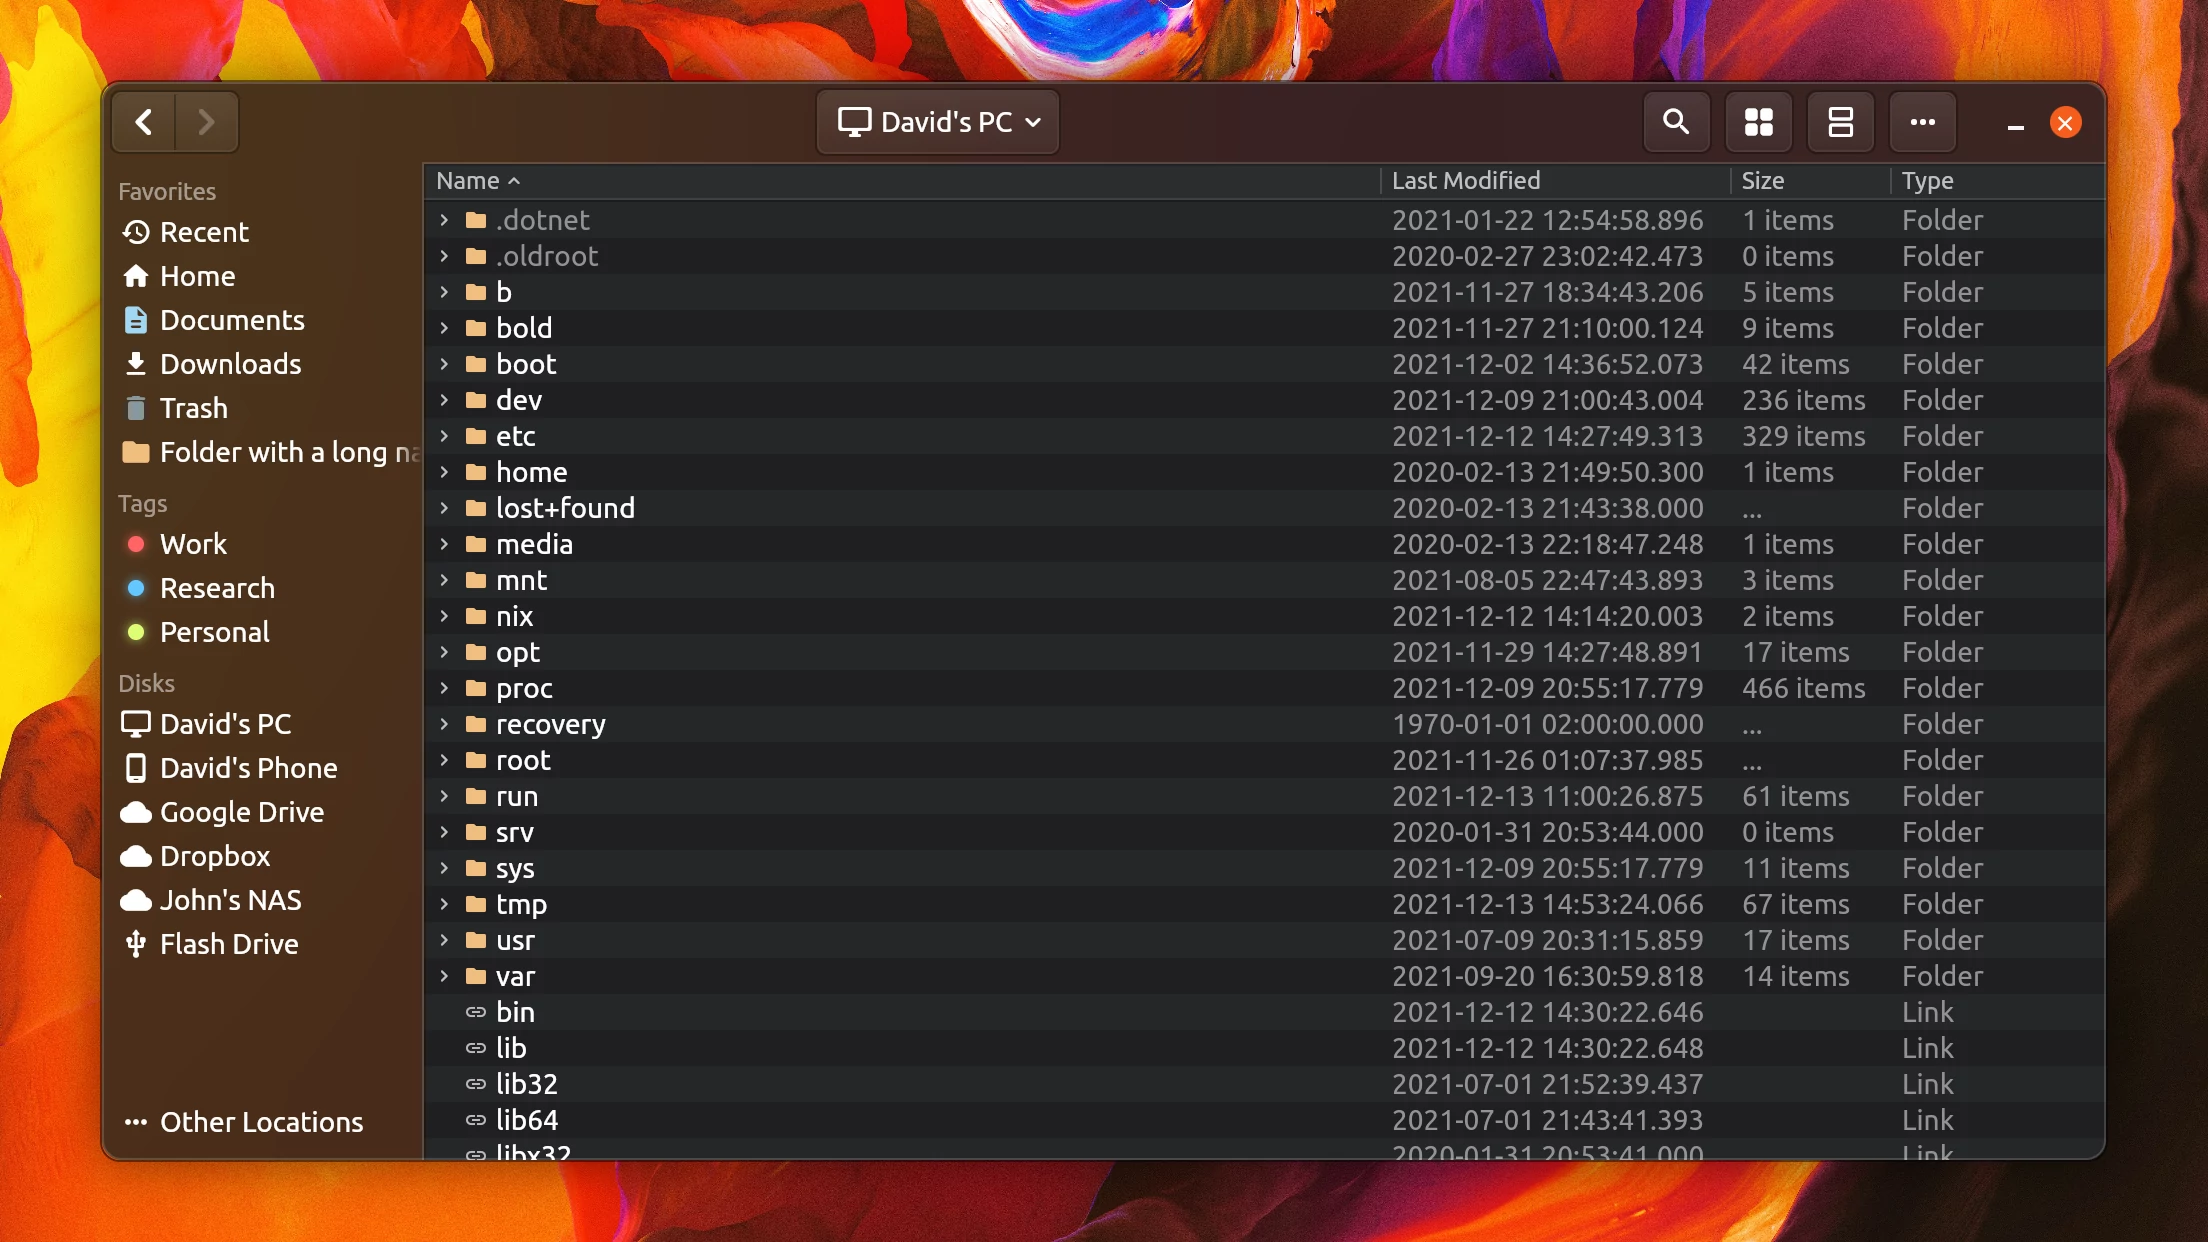 David's PC
Favorites
Recent
Home
Documents
Downloads
Trash
Folder with a long na
Tags
Work
Research
Personal
Disks
David's PC
David's Phone
Google Drive
Dropbox
John's NAS
Flash Drive
Other Locations
Name Last Modified Size Type
.dotnet 2021-01-22 12:54:58.896 1 items Folder
.oldroot 2020-02-27 23:02:42.473 0 items Folder
b 2021-11-27 18:34:43.206 5 items Folder
bold 2021-11-27 21:10:00.124 9 items Folder
boot 2021-12-02 14:36:52.073 42 items Folder
dev 2021-12-09 21:00:43.004 236 items Folder
etc 2021-12-12 14:27:49.313 329 items Folder
home 2020-02-13 21:49:50.300 1 items Folder
lost+found 2020-02-13 21:43:38.000 ... Folder
media 2020-02-13 22:18:47.248 1 items Folder
mnt 2021-08-05 22:47:43.893 3 items Folder
nix 2021-12-12 14:14:20.003 2 items Folder
opt 2021-11-29 14:27:48.891 17 items Folder
proc 2021-12-09 20:55:17.779 466 items Folder
recovery 1970-01-01 02:00:00.000 ... Folder
root 2021-11-26 01:07:37.985 ... Folder
run 2021-12-13 11:00:26.875 61 items Folder
srv 2020-01-31 20:53:44.000 0 items Folder
sys 2021-12-09 20:55:17.779 11 items Folder
tmp 2021-12-13 14:53:24.066 67 items Folder
usr 2021-07-09 20:31:15.859 17 items Folder
var 2021-09-20 16:30:59.818 14 items Folder
bin 2021-12-12 14:30:22.646 Link
lib 2021-12-12 14:30:22.648 Link
lib32 2021-07-01 21:52:39.437 Link
lib64 2021-07-01 21:43:41.393 Link
libx32 2020-01-31 20:53:41.000 Link